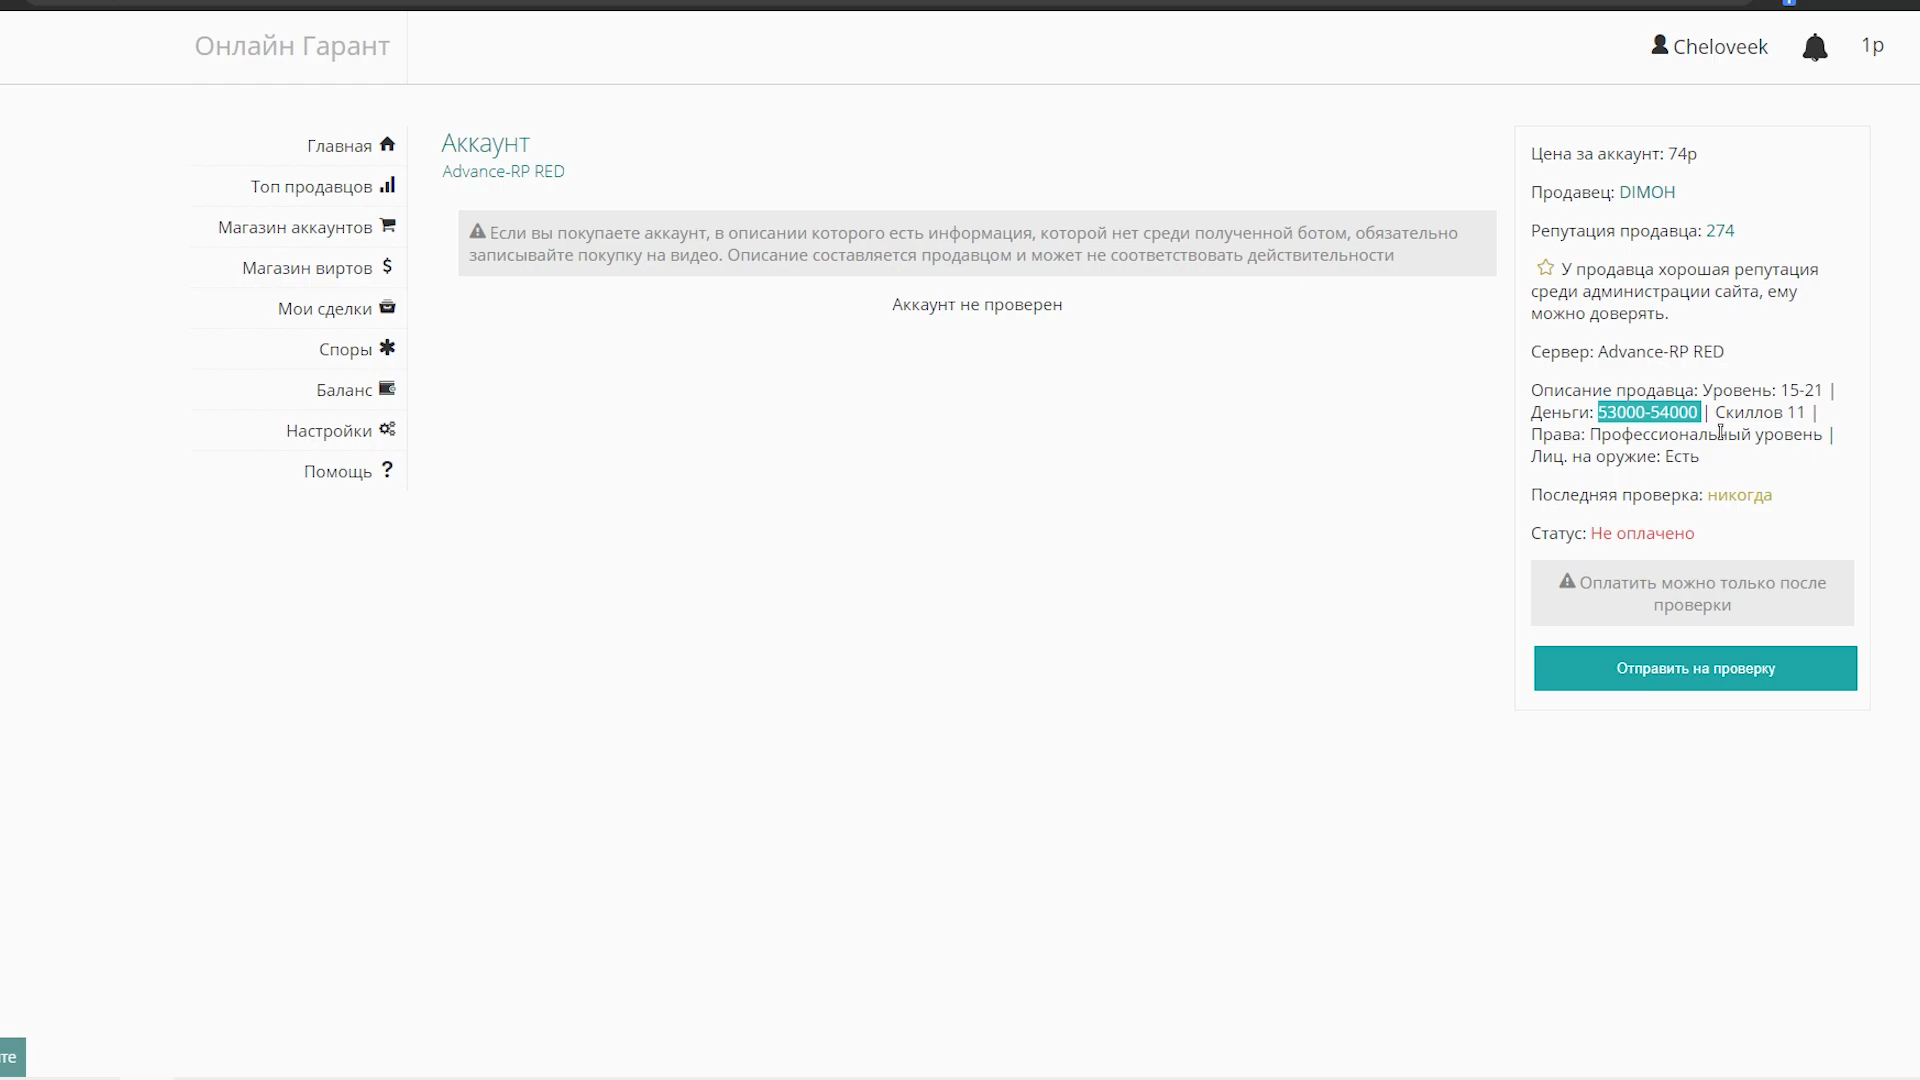 Онлайн Гарант
Cheloveek
1р
Главная
Топ продавцов
Магазин аккаунтов
Магазин виртов
Мои сделки
Споры
Баланс
Настройки
Помощь
Аккаунт
Advance-RP RED
Если вы покупаете аккаунт, в описании которого есть информация, которой нет среди полученной ботом, обязательно
записывайте покупку на видео. Описание составляется продавцом и может не соответствовать действительности
Аккаунт не проверен
Цена за аккаунт: 74р
Продавец: DIMOH
Репутация продавца: 274
У продавца хорошая репутация
среди администрации сайта, ему
можно доверять.
Сервер: Advance-RP RED
Описание продавца: Уровень: 15-21 |
Деньги: 53000-54000 | Скиллов 11 |
Права: Профессиональный уровень |
Лиц. на оружие: Есть
Последняя проверка: никогда
Статус: Не оплачено
Оплатить можно только после
проверки
Отправить на проверку
те